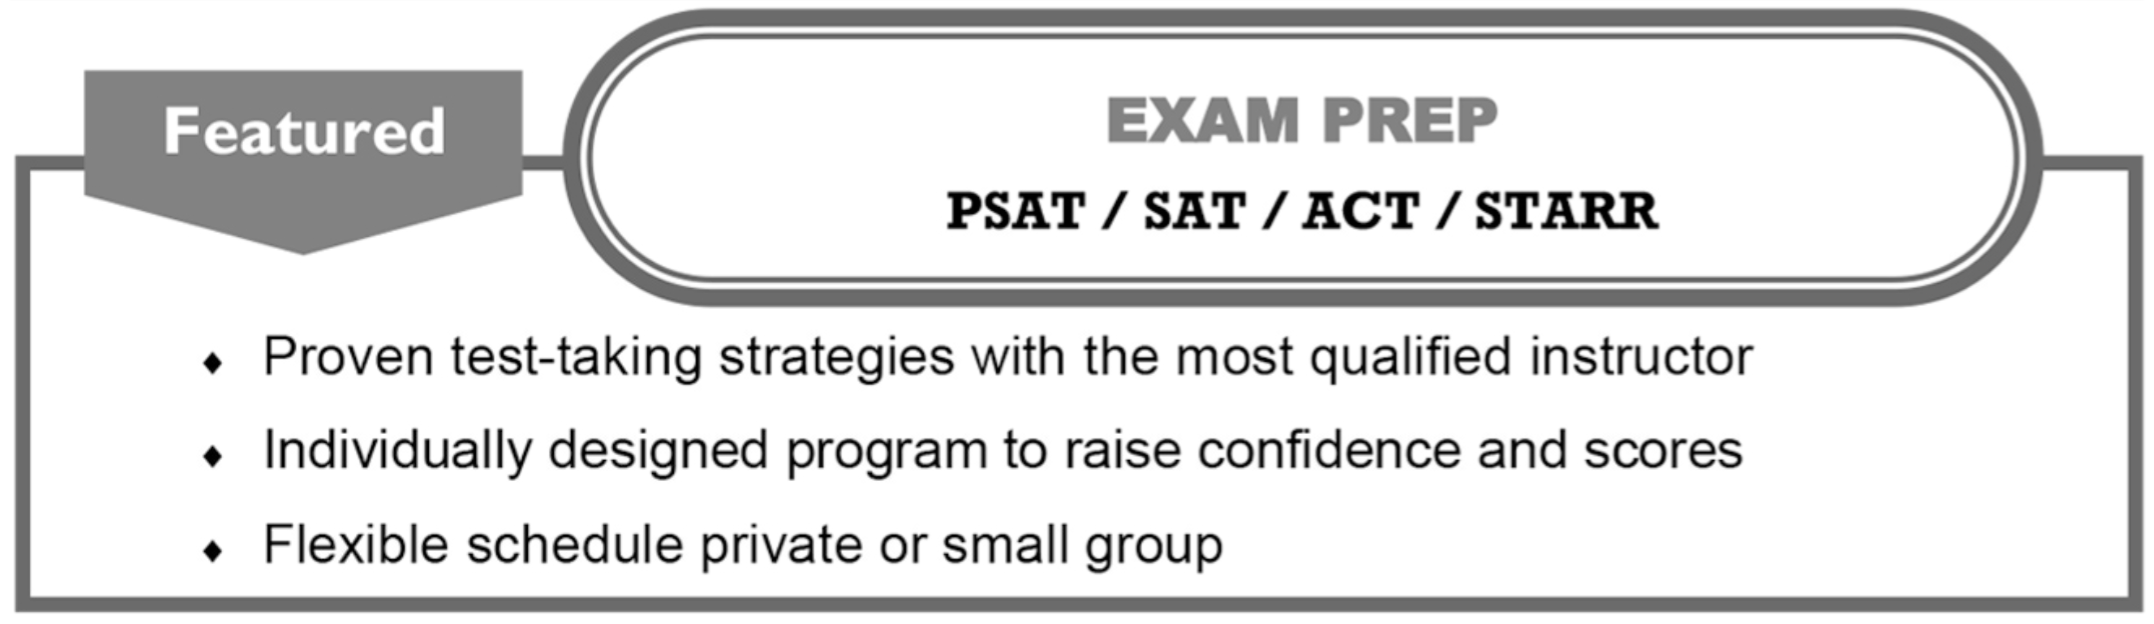 Featured
EXAM PREP
PSAT / SAT / ACT / STARR
♦ Proven test-taking strategies with the most qualified instructor
♦ Individually designed program to raise confidence and scores
♦ Flexible schedule private or small group